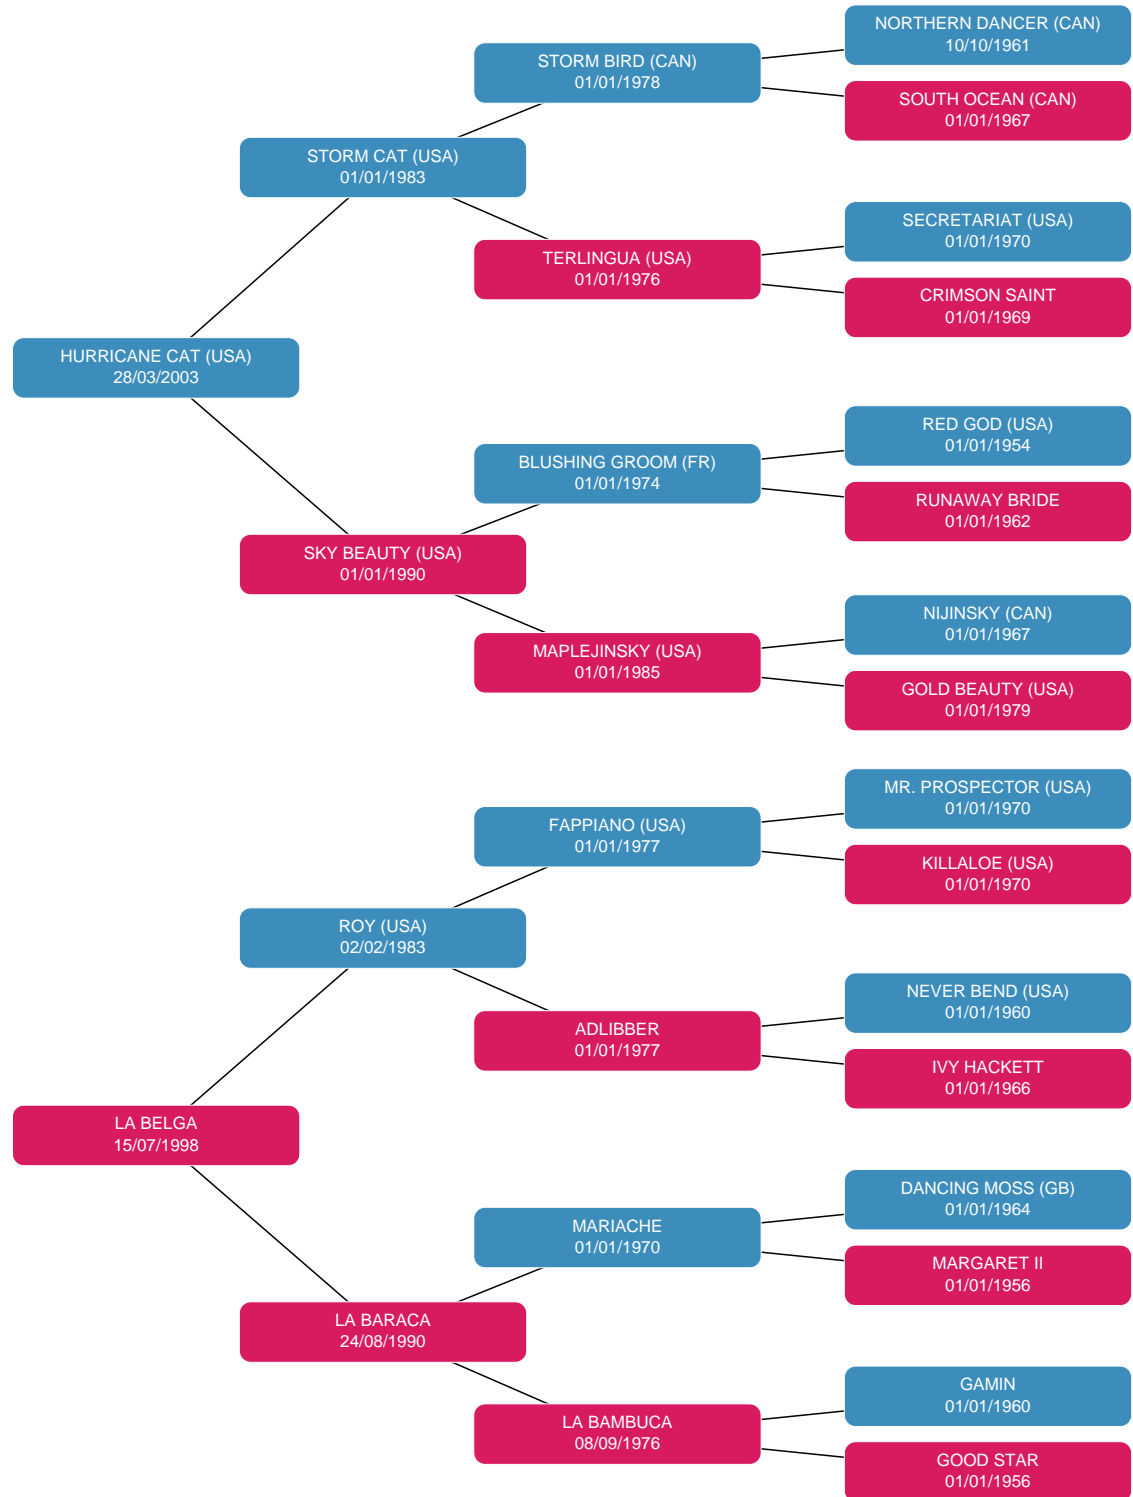 NORTHERN DANCER (CAN)
10/10/1961
STORM BIRD (CAN)
01/01/1978
SOUTH OCEAN (CAN)
01/01/1967
STORM CAT (USA)
01/01/1983
SECRETARIAT (USA)
01/01/1970
TERLINGUA (USA)
01/01/1976
CRIMSON SAINT
01/01/1969
HURRICANE CAT (USA)
28/03/2003
RED GOD (USA)
01/01/1954
BLUSHING GROOM (FR)
01/01/1974
RUNAWAY BRIDE
01/01/1962
SKY BEAUTY (USA)
01/01/1990
NIJINSKY (CAN)
01/01/1967
MAPLEJINSKY (USA)
01/01/1985
GOLD BEAUTY (USA)
01/01/1979
MR. PROSPECTOR (USA)
01/01/1970
FAPPIANO (USA)
01/01/1977
KILLALOE (USA)
01/01/1970
ROY (USA)
02/02/1983
NEVER BEND (USA)
01/01/1960
ADLIBBER
01/01/1977
IVY HACKETT
01/01/1966
LA BELGA
15/07/1998
DANCING MOSS (GB)
01/01/1964
MARIACHE
01/01/1970
MARGARET II
01/01/1956
LA BARACA
24/08/1990
GAMIN
01/01/1960
LA BAMBUCA
08/09/1976
GOOD STAR
01/01/1956